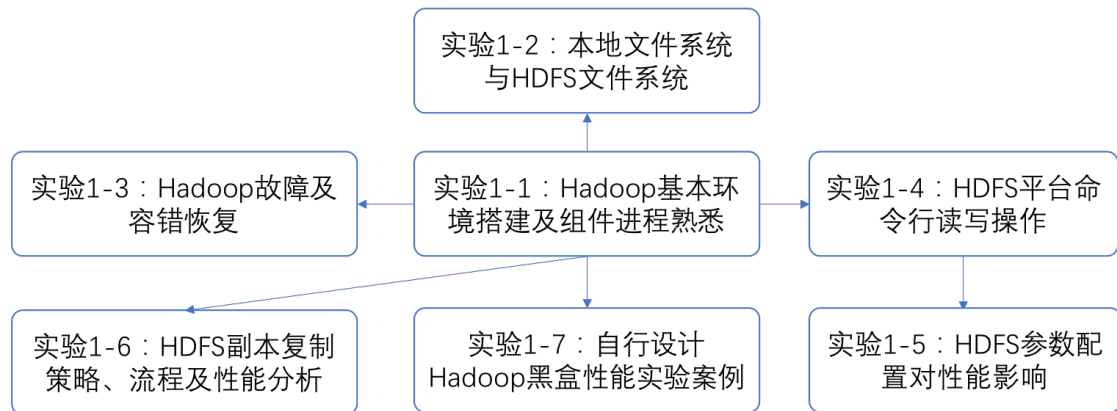 实验1-2：本地文件系统
与HDFS文件系统
实验1-3：Hadoop故障及
容错恢复
实验1-1：Hadoop基本环
境搭建及组件进程熟悉
实验1-4：HDFS平台命
令行读写操作
实验1-6：HDFS副本复制
策略、流程及性能分析
实验1-7：自行设计
Hadoop黑盒性能实验案例
实验1-5：HDFS参数配
置对性能影响